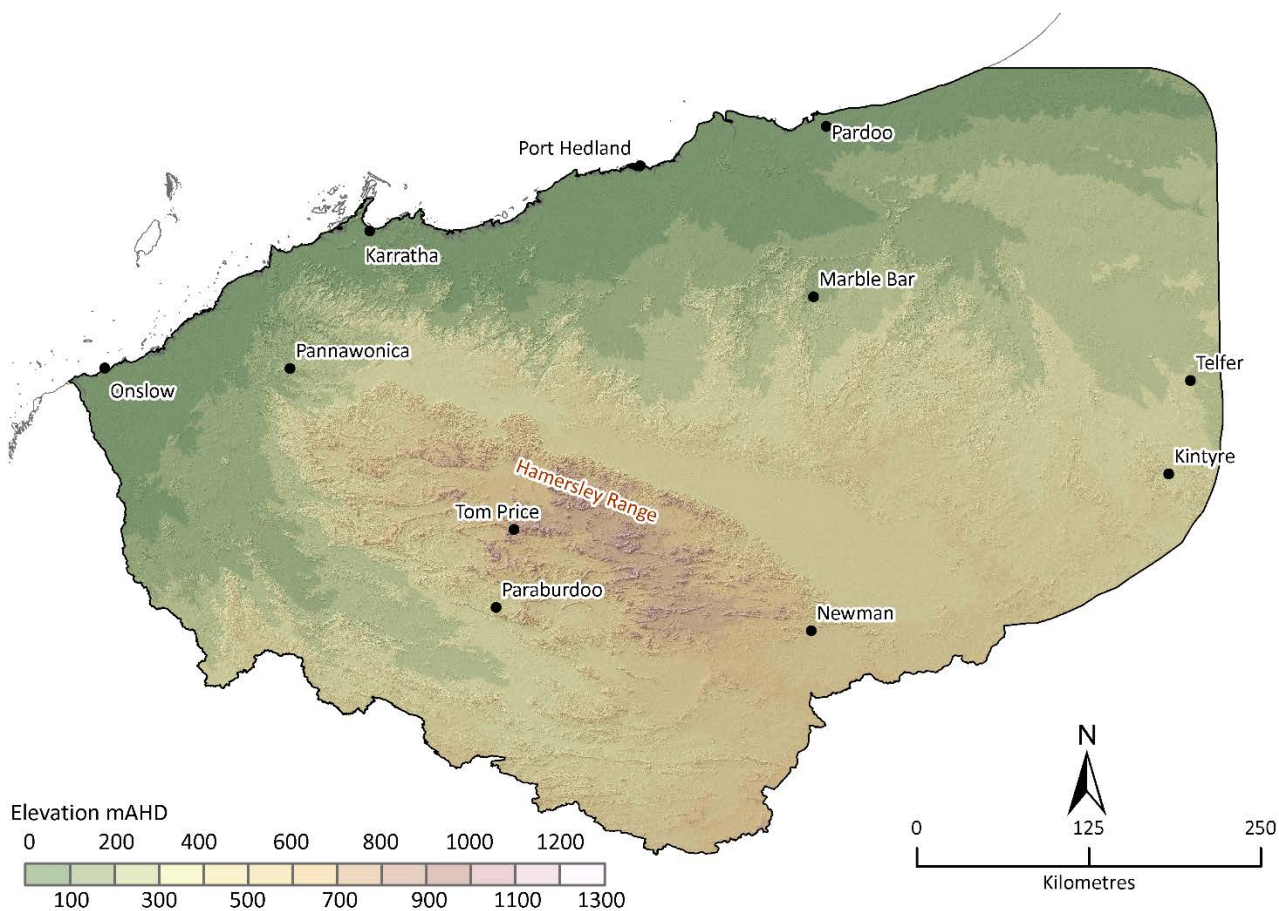 Pardoo
Port Hedland
Karratha
Marble Bar
Pannawonica
Telfer
Onslow
Kintyre
Hamersley Range
Tom Price
Paraburdoo
Newman
N
Elevation mAHD
0 200 400 600 800 1000 1200
100 300 500 700 900 1100 1300
0 125 250
Kilometres